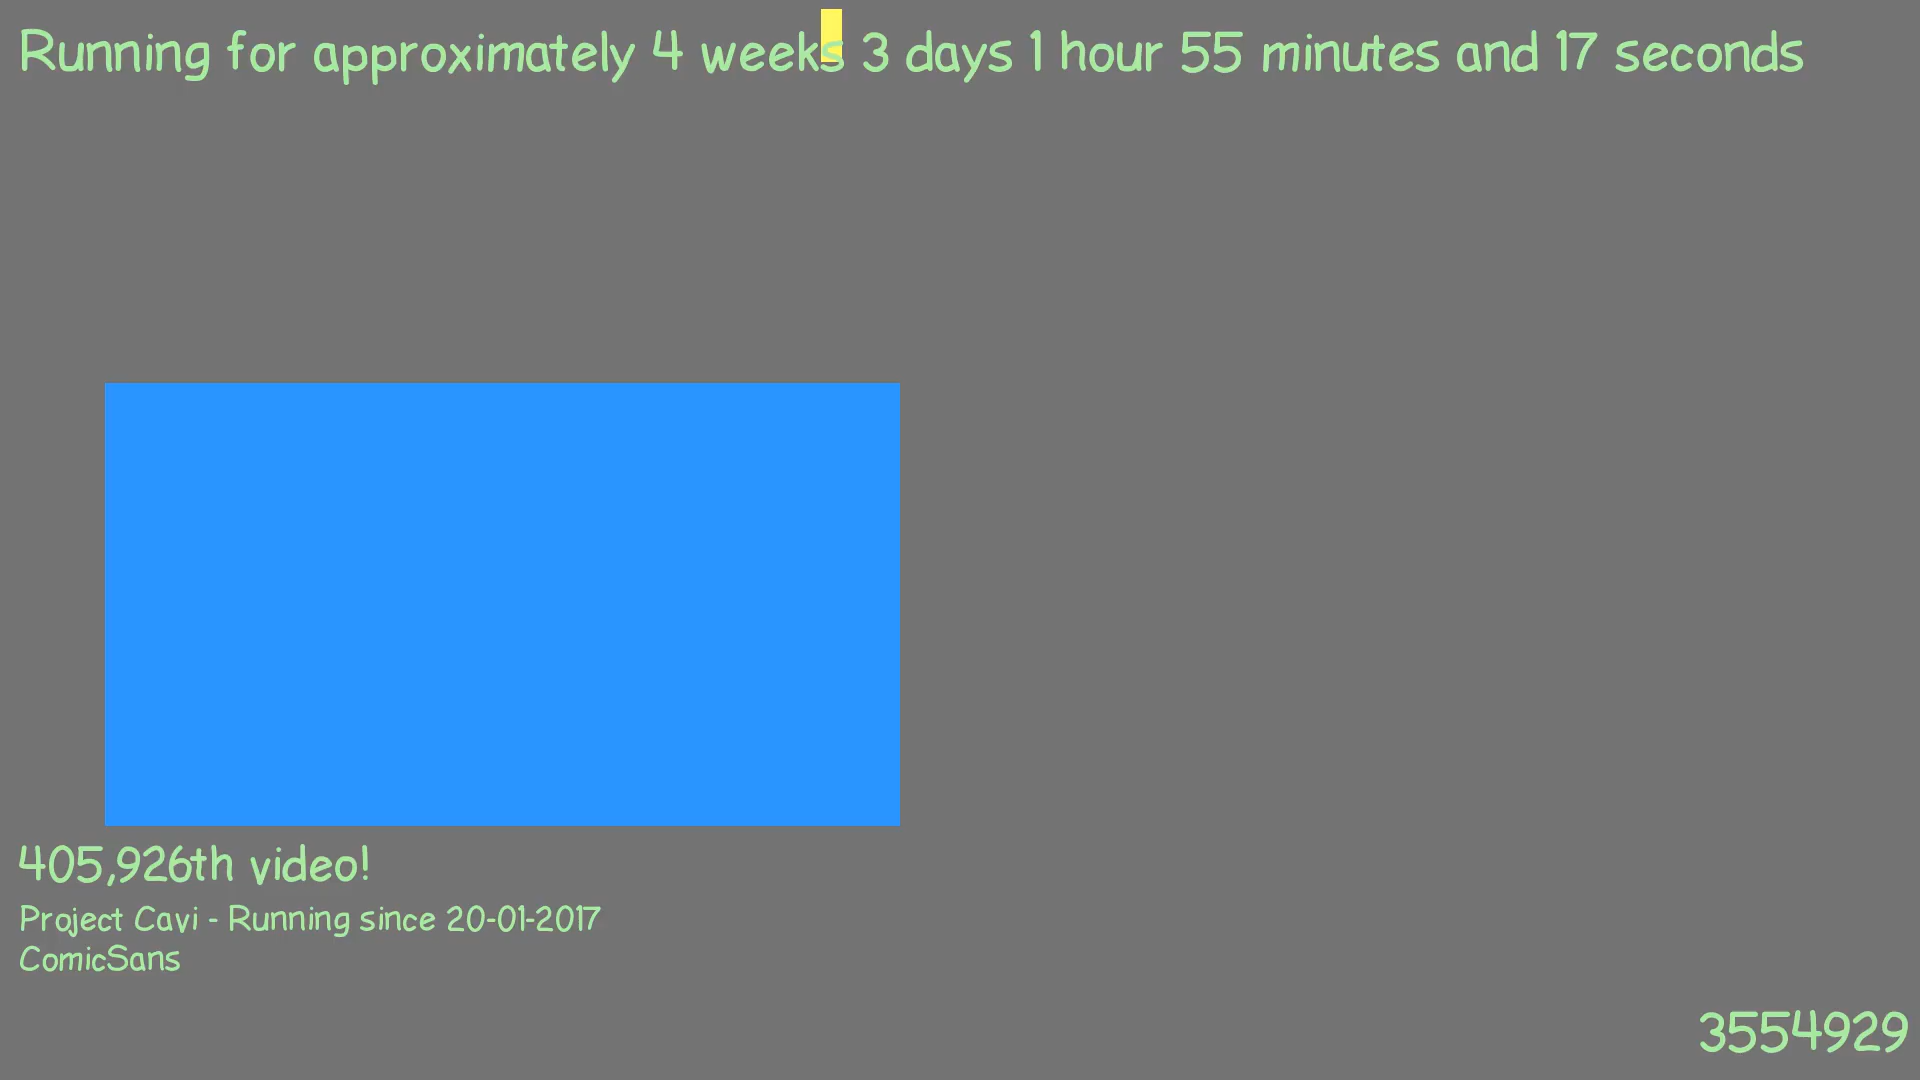 Running for approximately 4 weeks 3 days 1 hour 55 minutes and 17 seconds
405,926th video!
Project Cavi - Running since 20-01-2017
ComicSans
3554929